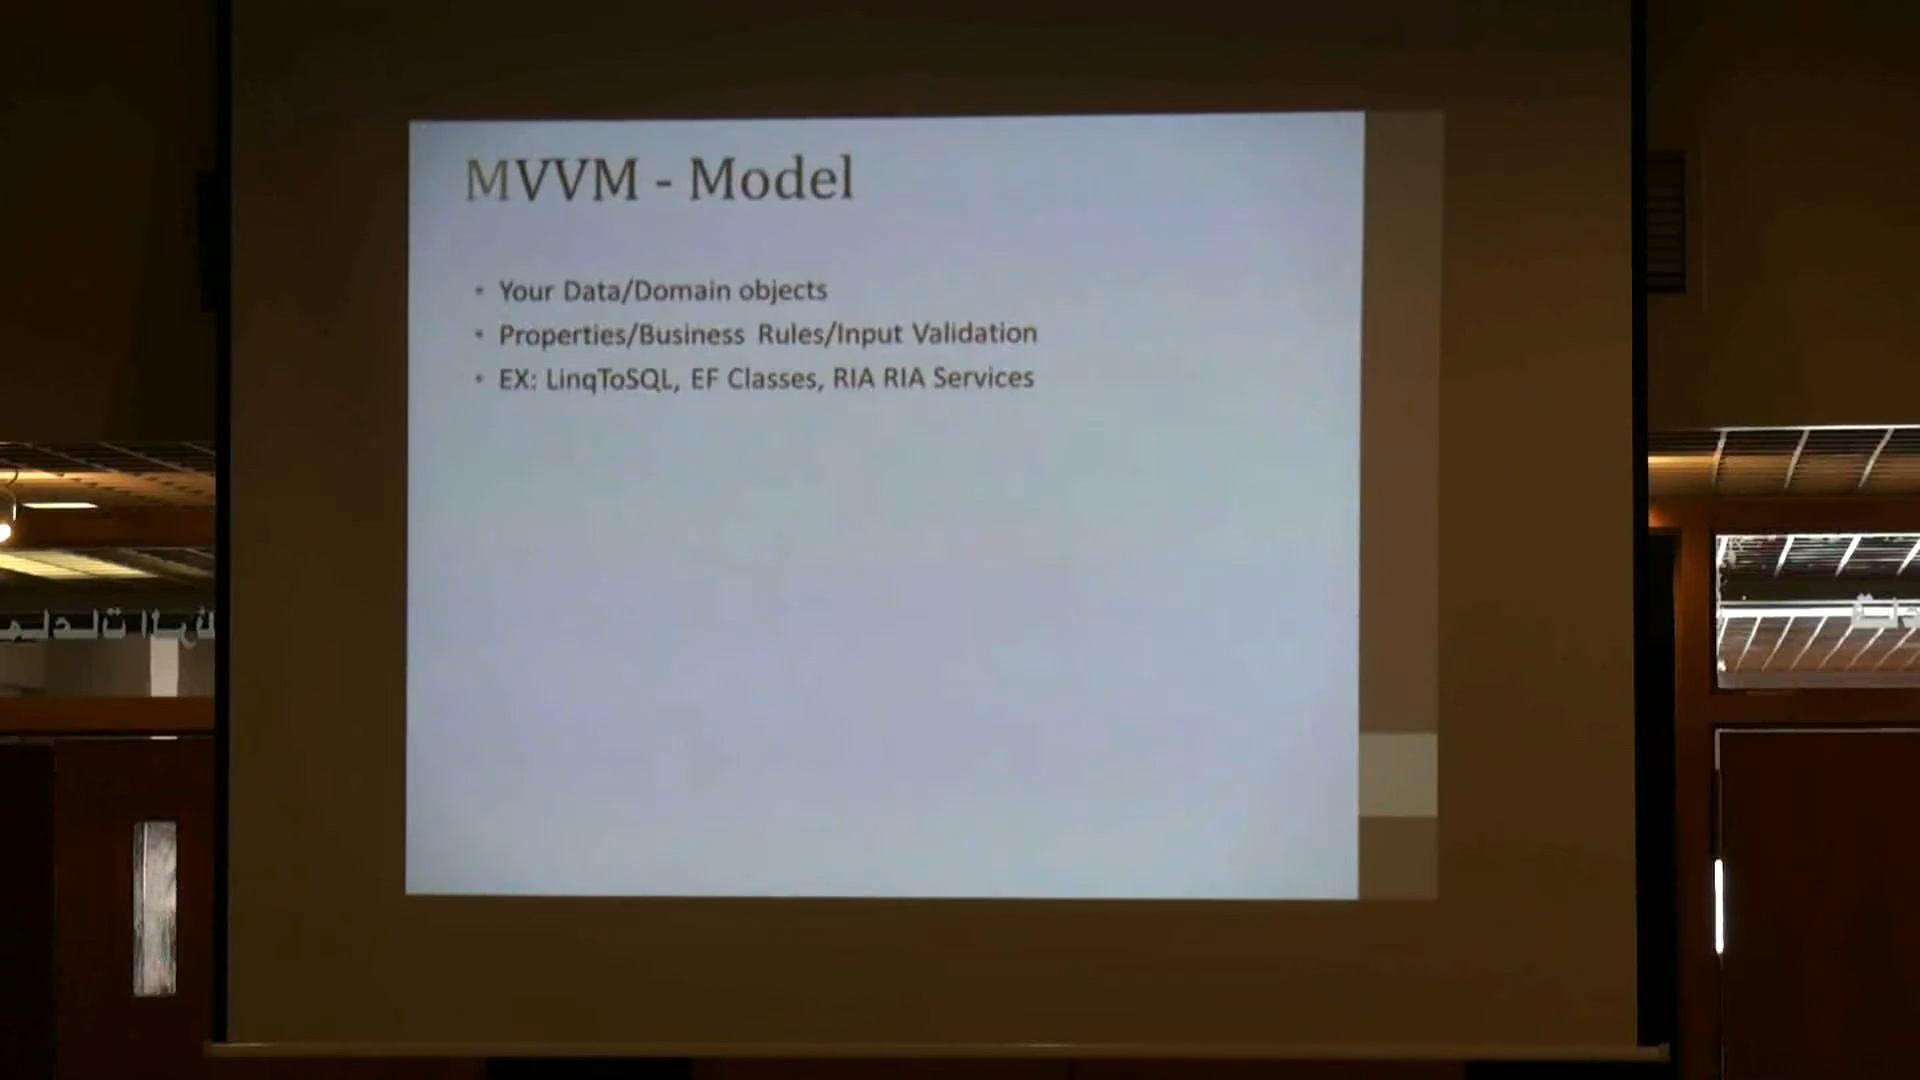 MVVM - Model
• Your Data/Domain objects
• Properties/Business Rules/Input Validation
• EX: LinqToSQL, EF Classes, RIA RIA Services